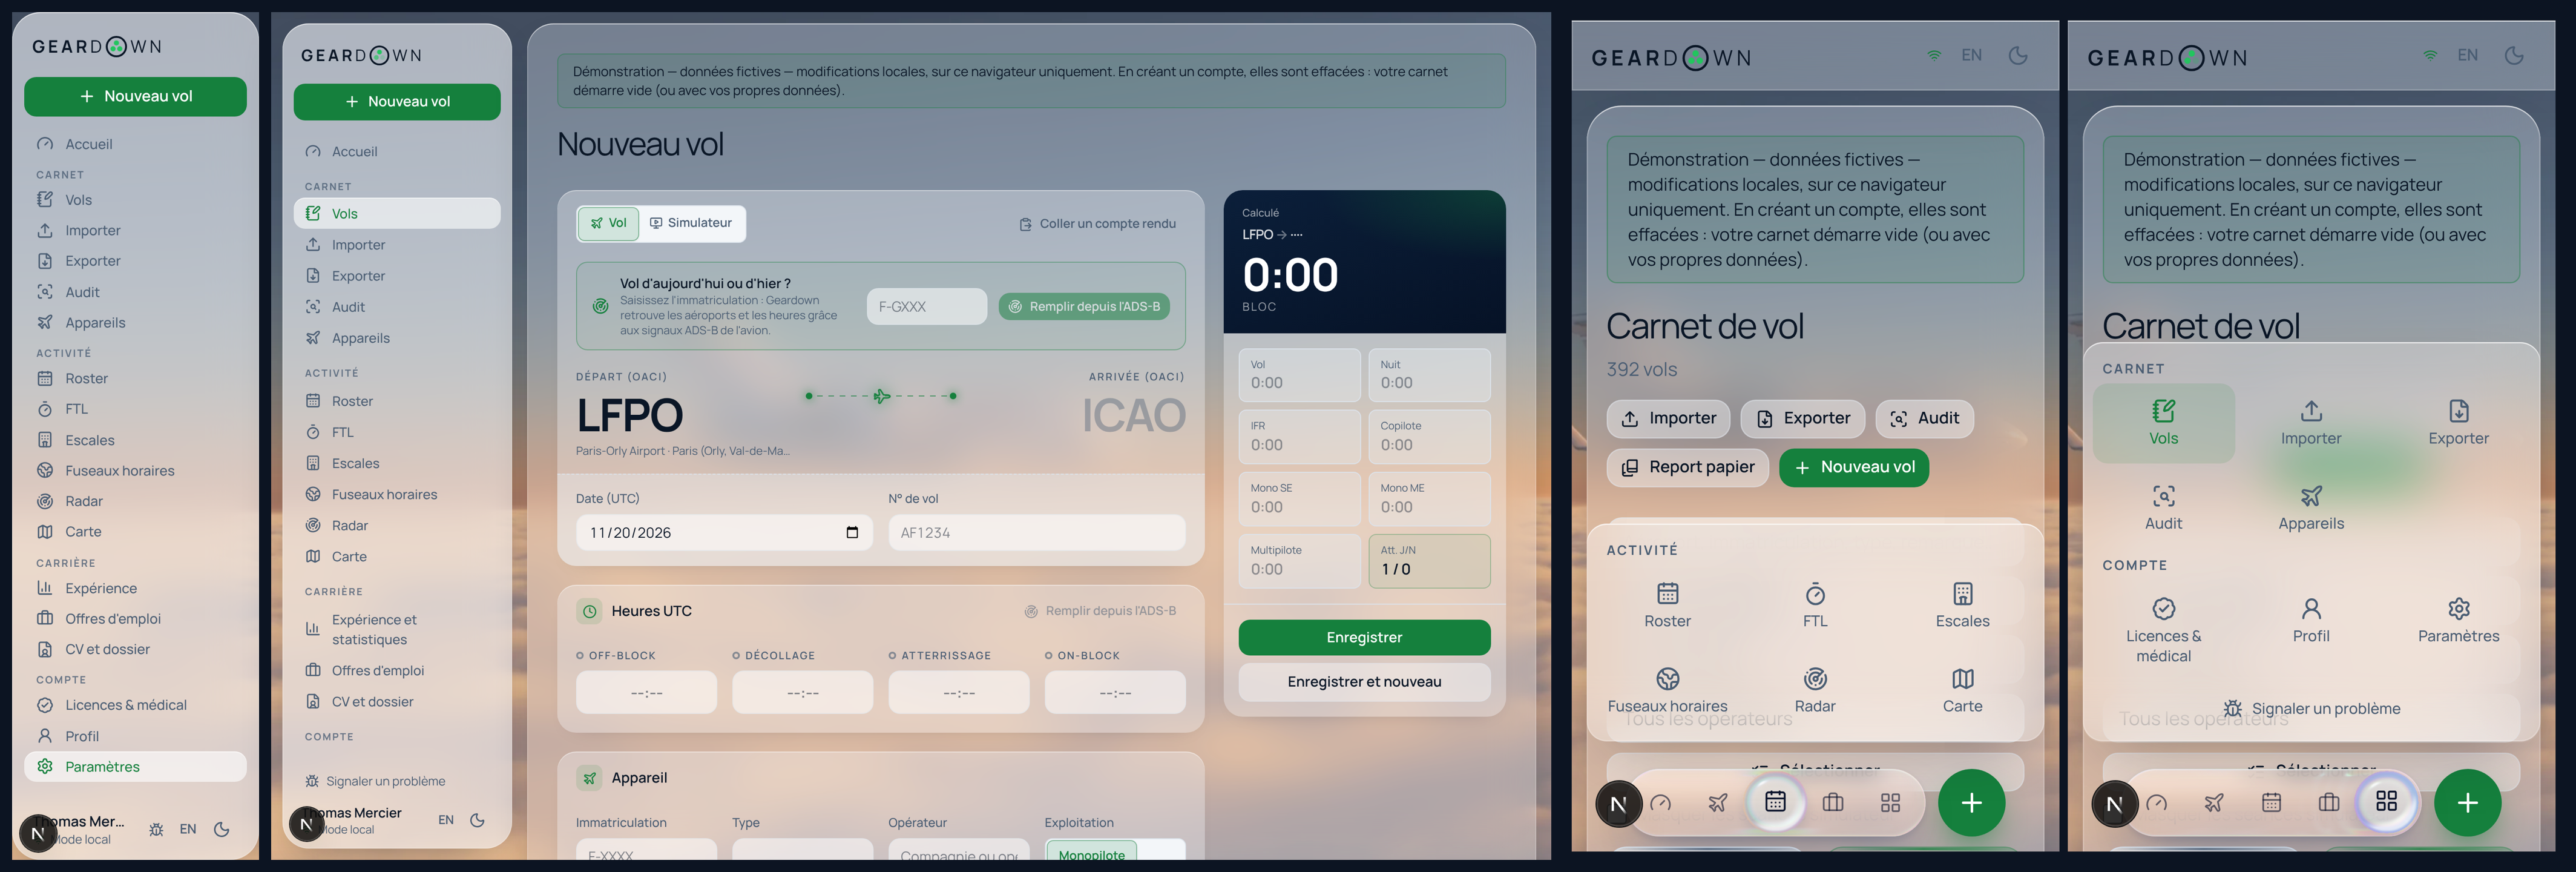 GEARDOWN
+ Nouveau vol
Accueil
CARNET
Vols
Importer
Exporter
Audit
Appareils
ACTIVITÉ
Roster
FTL
Escales
Fuseaux horaires
Radar
Carte
CARRIÈRE
Expérience
Offres d'emploi
CV et dossier
COMPTE
Licences & médical
Profil
Paramètres
Thomas Mer...
N
Mode local
EN
GEARDOWN
+ Nouveau vol
Accueil
CARNET
Vols
Importer
Exporter
Audit
Appareils
ACTIVITÉ
Roster
FTL
Escales
Fuseaux horaires
Radar
Carte
CARRIÈRE
Expérience et
statistiques
Offres d'emploi
CV et dossier
COMPTE
Signaler un problème
Thomas Mercier
N
Mode local
EN
Démonstration — données fictives — modifications locales, sur ce navigateur uniquement. En créant un compte, elles sont effacées : votre carnet
démarre vide (ou avec vos propres données).
Nouveau vol
Vol
Simulateur
Coller un compte rendu
Vol d'aujourd'hui ou d'hier ?
Saisissez l'immatriculation : Geardown
retrouve les aéroports et les heures grâce
aux signaux ADS-B de l'avion.
F-GXXX
Remplir depuis l'ADS-B
DÉPART (OACI)
ARRIVÉE (OACI)
LFPO
ICAO
Paris-Orly Airport · Paris (Orly, Val-de-Ma...
Date (UTC)
N° de vol
11/20/2026
AF1234
Heures UTC
Remplir depuis l'ADS-B
OFF-BLOCK
DÉCOLLAGE
ATTERRISSAGE
ON-BLOCK
--:--
--:--
--:--
--:--
Appareil
Immatriculation
Type
Opérateur
Exploitation
F-XXXX
Compagnie ou opé
Monopilote
Calculé
LFPO → ····
0:00
BLOC
Vol
0:00
Nuit
0:00
IFR
0:00
Copilote
0:00
Mono SE
0:00
Mono ME
0:00
Multipilote
0:00
Att. J/N
1 / 0
Enregistrer
Enregistrer et nouveau
GEARDOWN
EN
Démonstration — données fictives —
modifications locales, sur ce navigateur
uniquement. En créant un compte, elles sont
effacées : votre carnet démarre vide (ou avec
vos propres données).
Carnet de vol
392 vols
Importer
Exporter
Audit
Report papier
+ Nouveau vol
ACTIVITÉ
Roster
FTL
Escales
Fuseaux horaires
Radar
Carte
Tous les opérateurs
Sélectionner
N
+
GEARDOWN
EN
Démonstration — données fictives —
modifications locales, sur ce navigateur
uniquement. En créant un compte, elles sont
effacées : votre carnet démarre vide (ou avec
vos propres données).
Carnet de vol
CARNET
Vols
Importer
Exporter
Audit
Appareils
COMPTE
Licences &
médical
Profil
Paramètres
Signaler un problème
Tous les opérateurs
Sélectionner
N
+